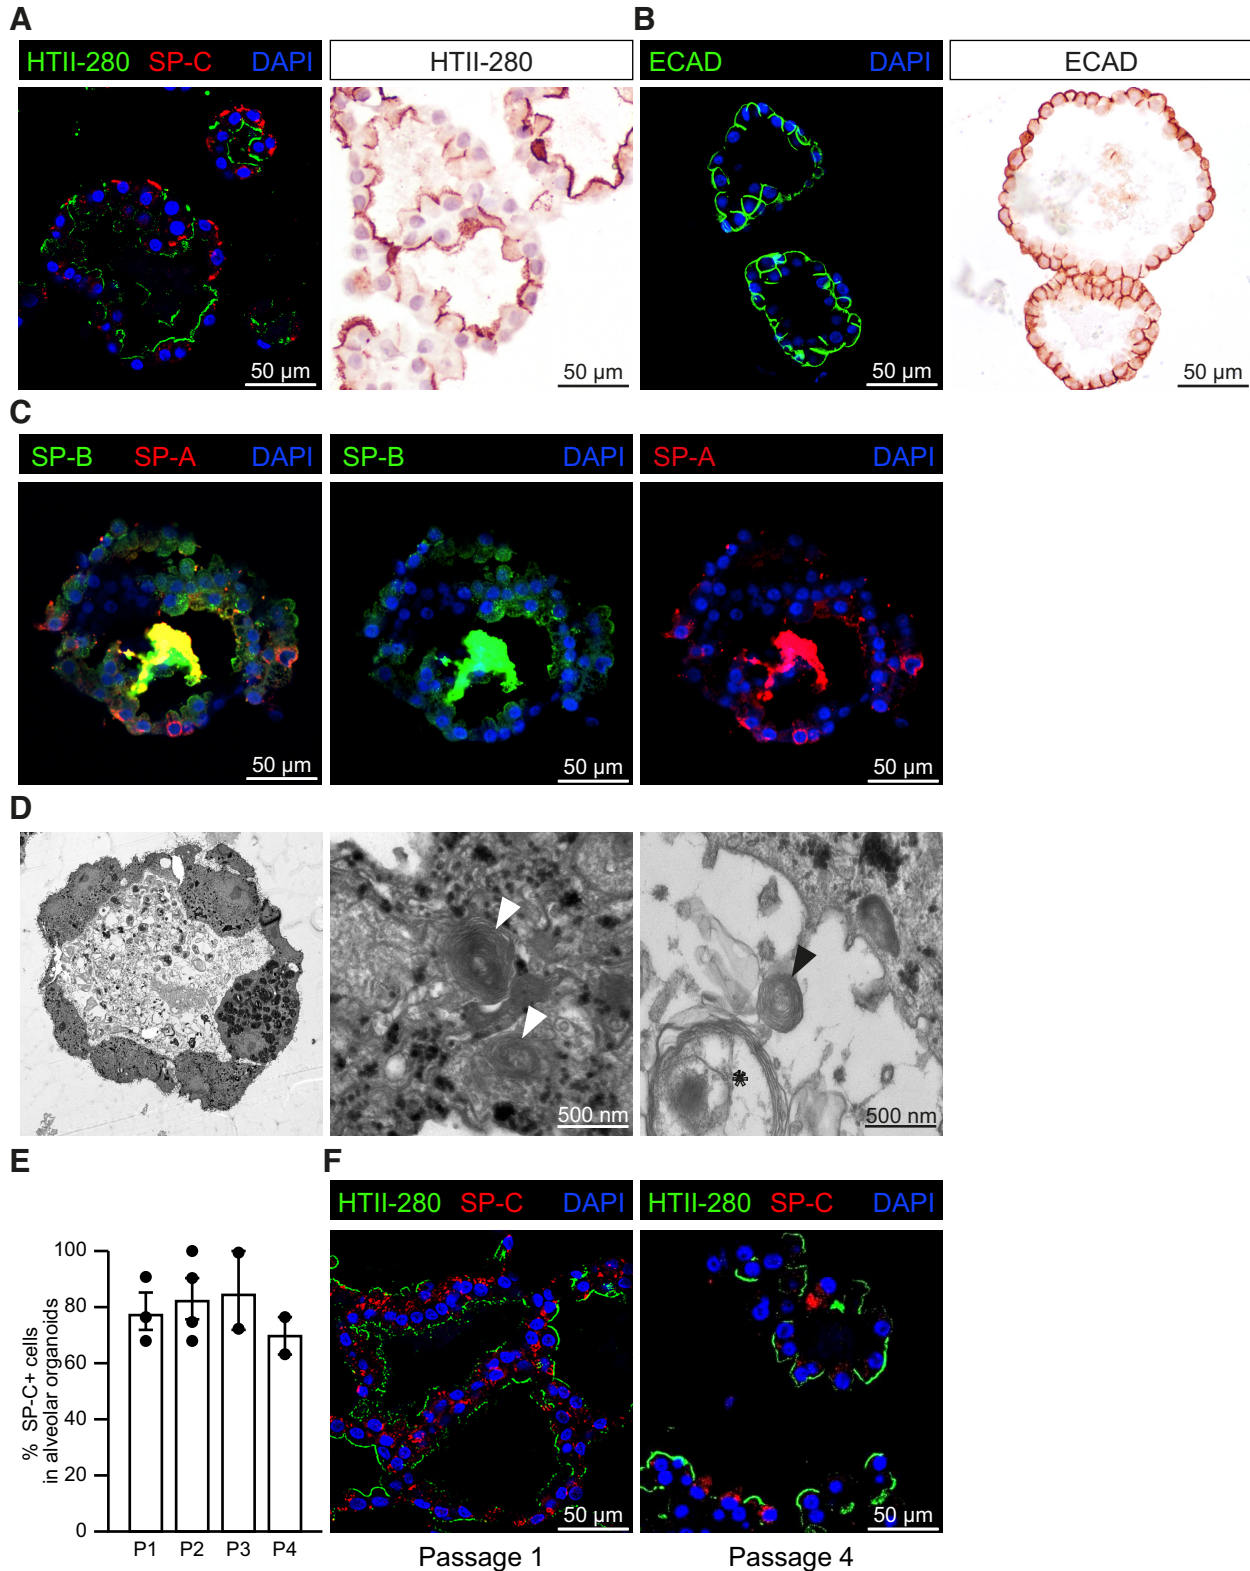 A
B
HTII-280 SP-C DAPI
HTII-280
ECAD DAPI
ECAD
50 µm
50 µm
50 µm
50 µm
C
SP-B SP-A DAPI
SP-B DAPI
SP-A DAPI
50 µm
50 µm
50 µm
D
*
500 nm
500 nm
E
F
% SP-C+ cells
in alveolar organoids
100
80
60
40
20
0
P1 P2 P3 P4
HTII-280 SP-C DAPI
HTII-280 SP-C DAPI
50 µm
50 µm
Passage 1
Passage 4